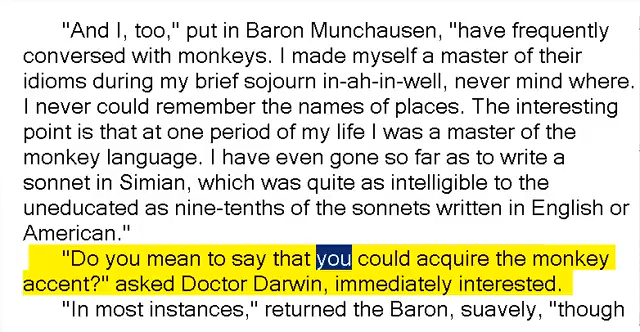 "And I, too," put in Baron Munchausen, "have frequently
conversed with monkeys. I made myself a master of their
idioms during my brief sojourn in-ah-in-well, never mind where.
I never could remember the names of places. The interesting
point is that at one period of my life I was a master of the
monkey language. I have even gone so far as to write a
sonnet in Simian, which was quite as intelligible to the
uneducated as nine-tenths of the sonnets written in English or
American."
"Do you mean to say that you could acquire the monkey
accent?" asked Doctor Darwin, immediately interested.
"In most instances," returned the Baron, suavely, "though